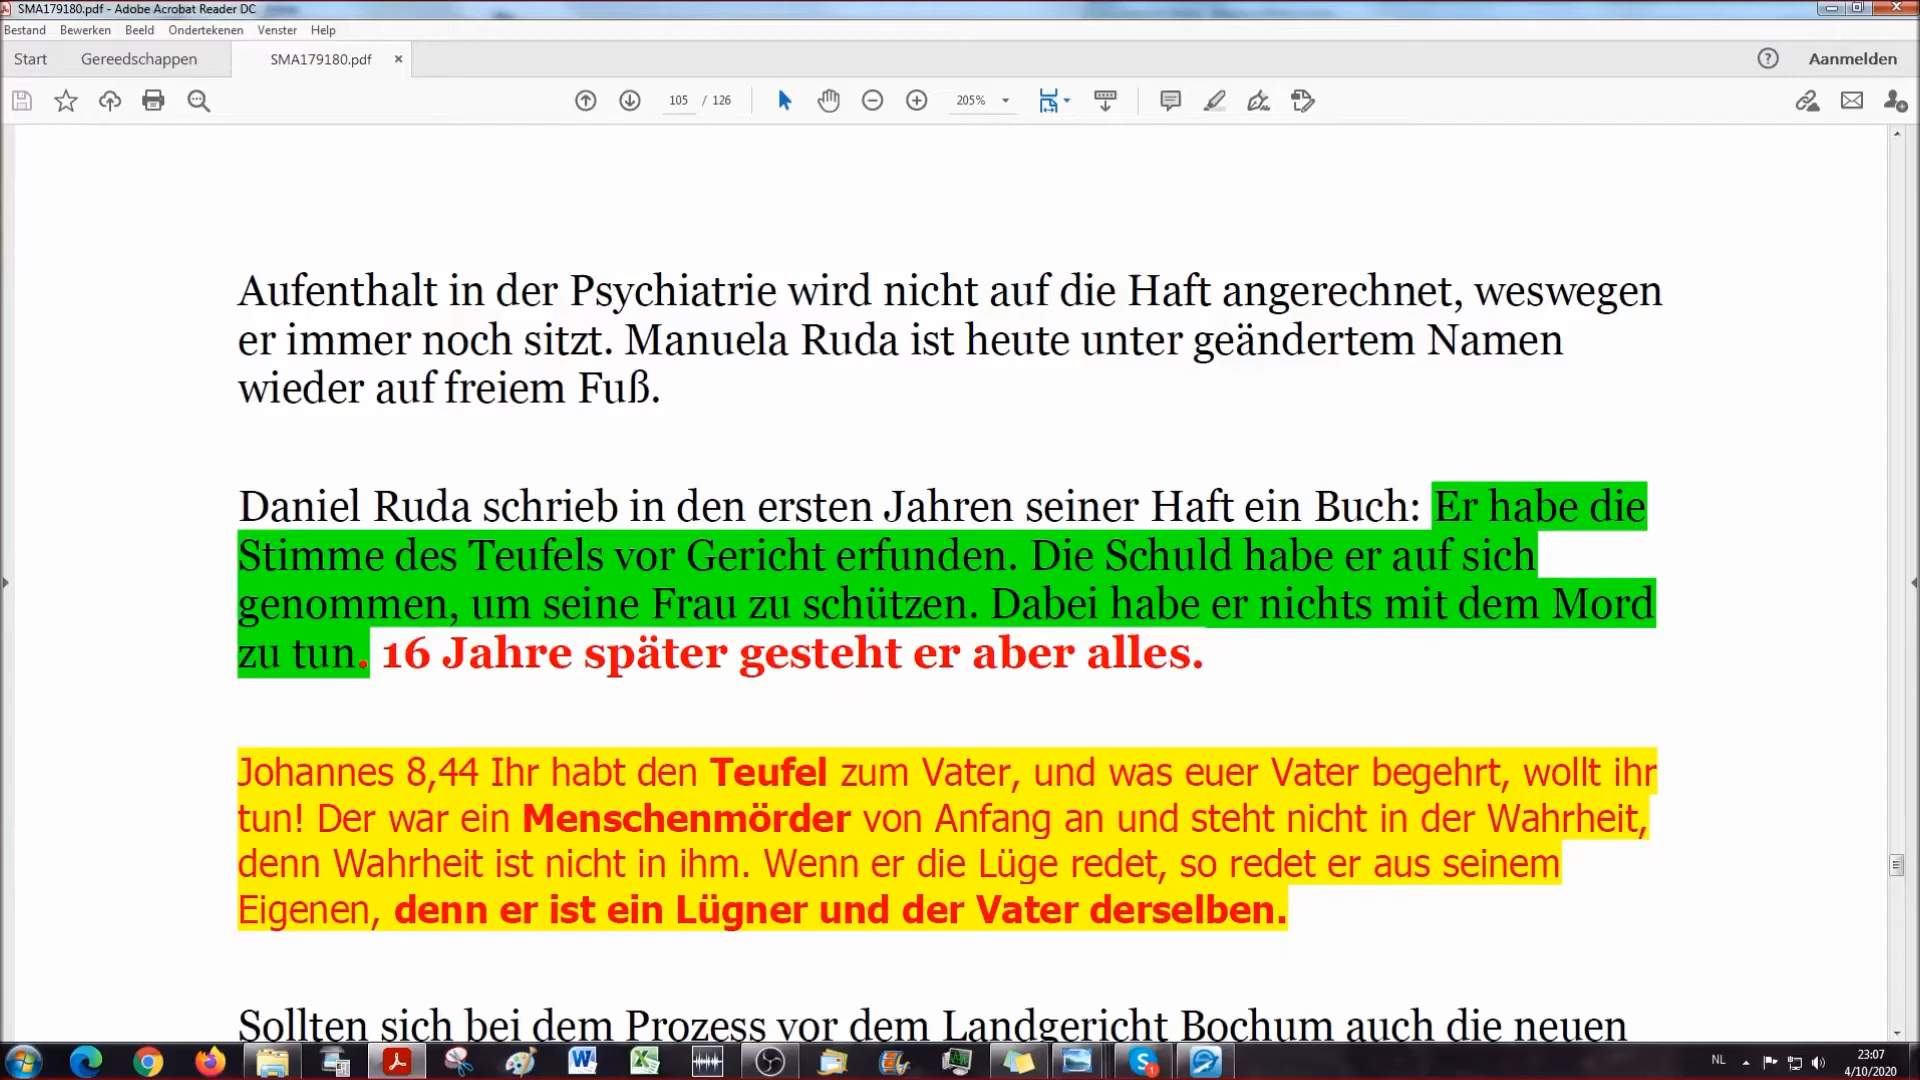 SMA179180.pdf - Adobe Acrobat Reader DC
Bestand Bewerken Beeld Ondertekenen Venster Help
Start Gereedschappen SMA179180.pdf × ? Aanmelden
105 / 126 205%
Aufenthalt in der Psychiatrie wird nicht auf die Haft angerechnet, weswegen
er immer noch sitzt. Manuela Ruda ist heute unter geändertem Namen
wieder auf freiem Fuß.
Daniel Ruda schrieb in den ersten Jahren seiner Haft ein Buch: Er habe die
Stimme des Teufels vor Gericht erfunden. Die Schuld habe er auf sich
genommen, um seine Frau zu schützen. Dabei habe er nichts mit dem Mord
zu tun. 16 Jahre später gesteht er aber alles.
Johannes 8,44 Ihr habt den Teufel zum Vater, und was euer Vater begehrt, wollt ihr
tun! Der war ein Menschenmörder von Anfang an und steht nicht in der Wahrheit,
denn Wahrheit ist nicht in ihm. Wenn er die Lüge redet, so redet er aus seinem
Eigenen, denn er ist ein Lügner und der Vater derselben.
Sollten sich bei dem Prozess vor dem Landgericht Bochum auch die neuen
NL 23:07
4/10/2020